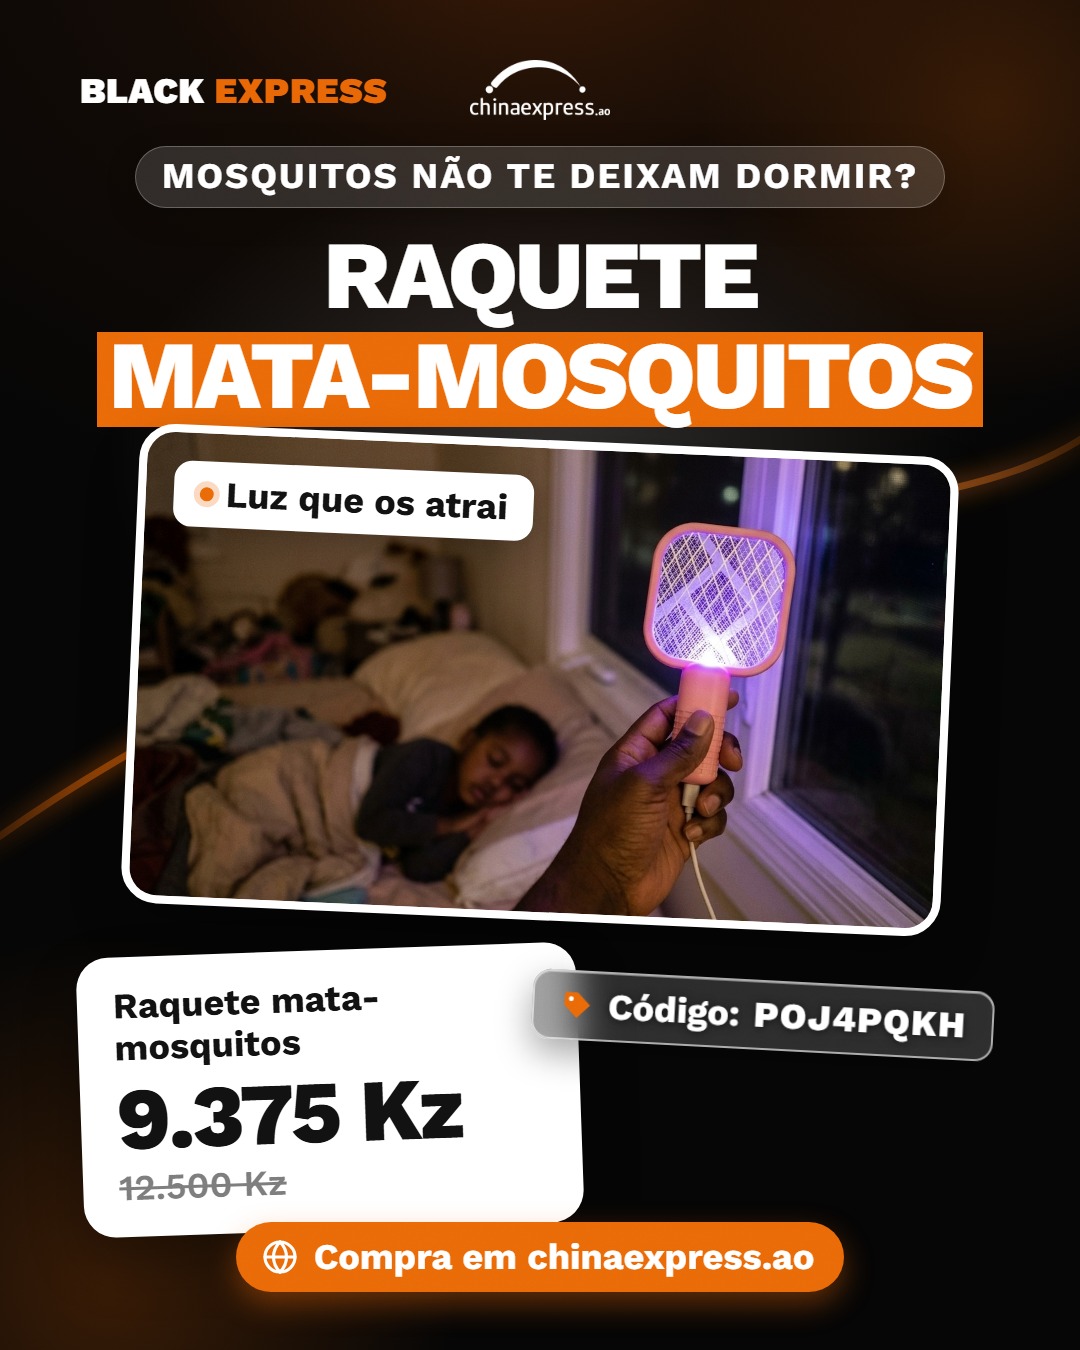 BLACK EXPRESS
chinaexpress.ao
MOSQUITOS NÃO TE DEIXAM DORMIR?
RAQUETE
MATA-MOSQUITOS
Luz que os atrai
Raquete mata-
mosquitos
9.375 Kz
12.500 Kz
Código: POJ4PQKH
Compra em chinaexpress.ao